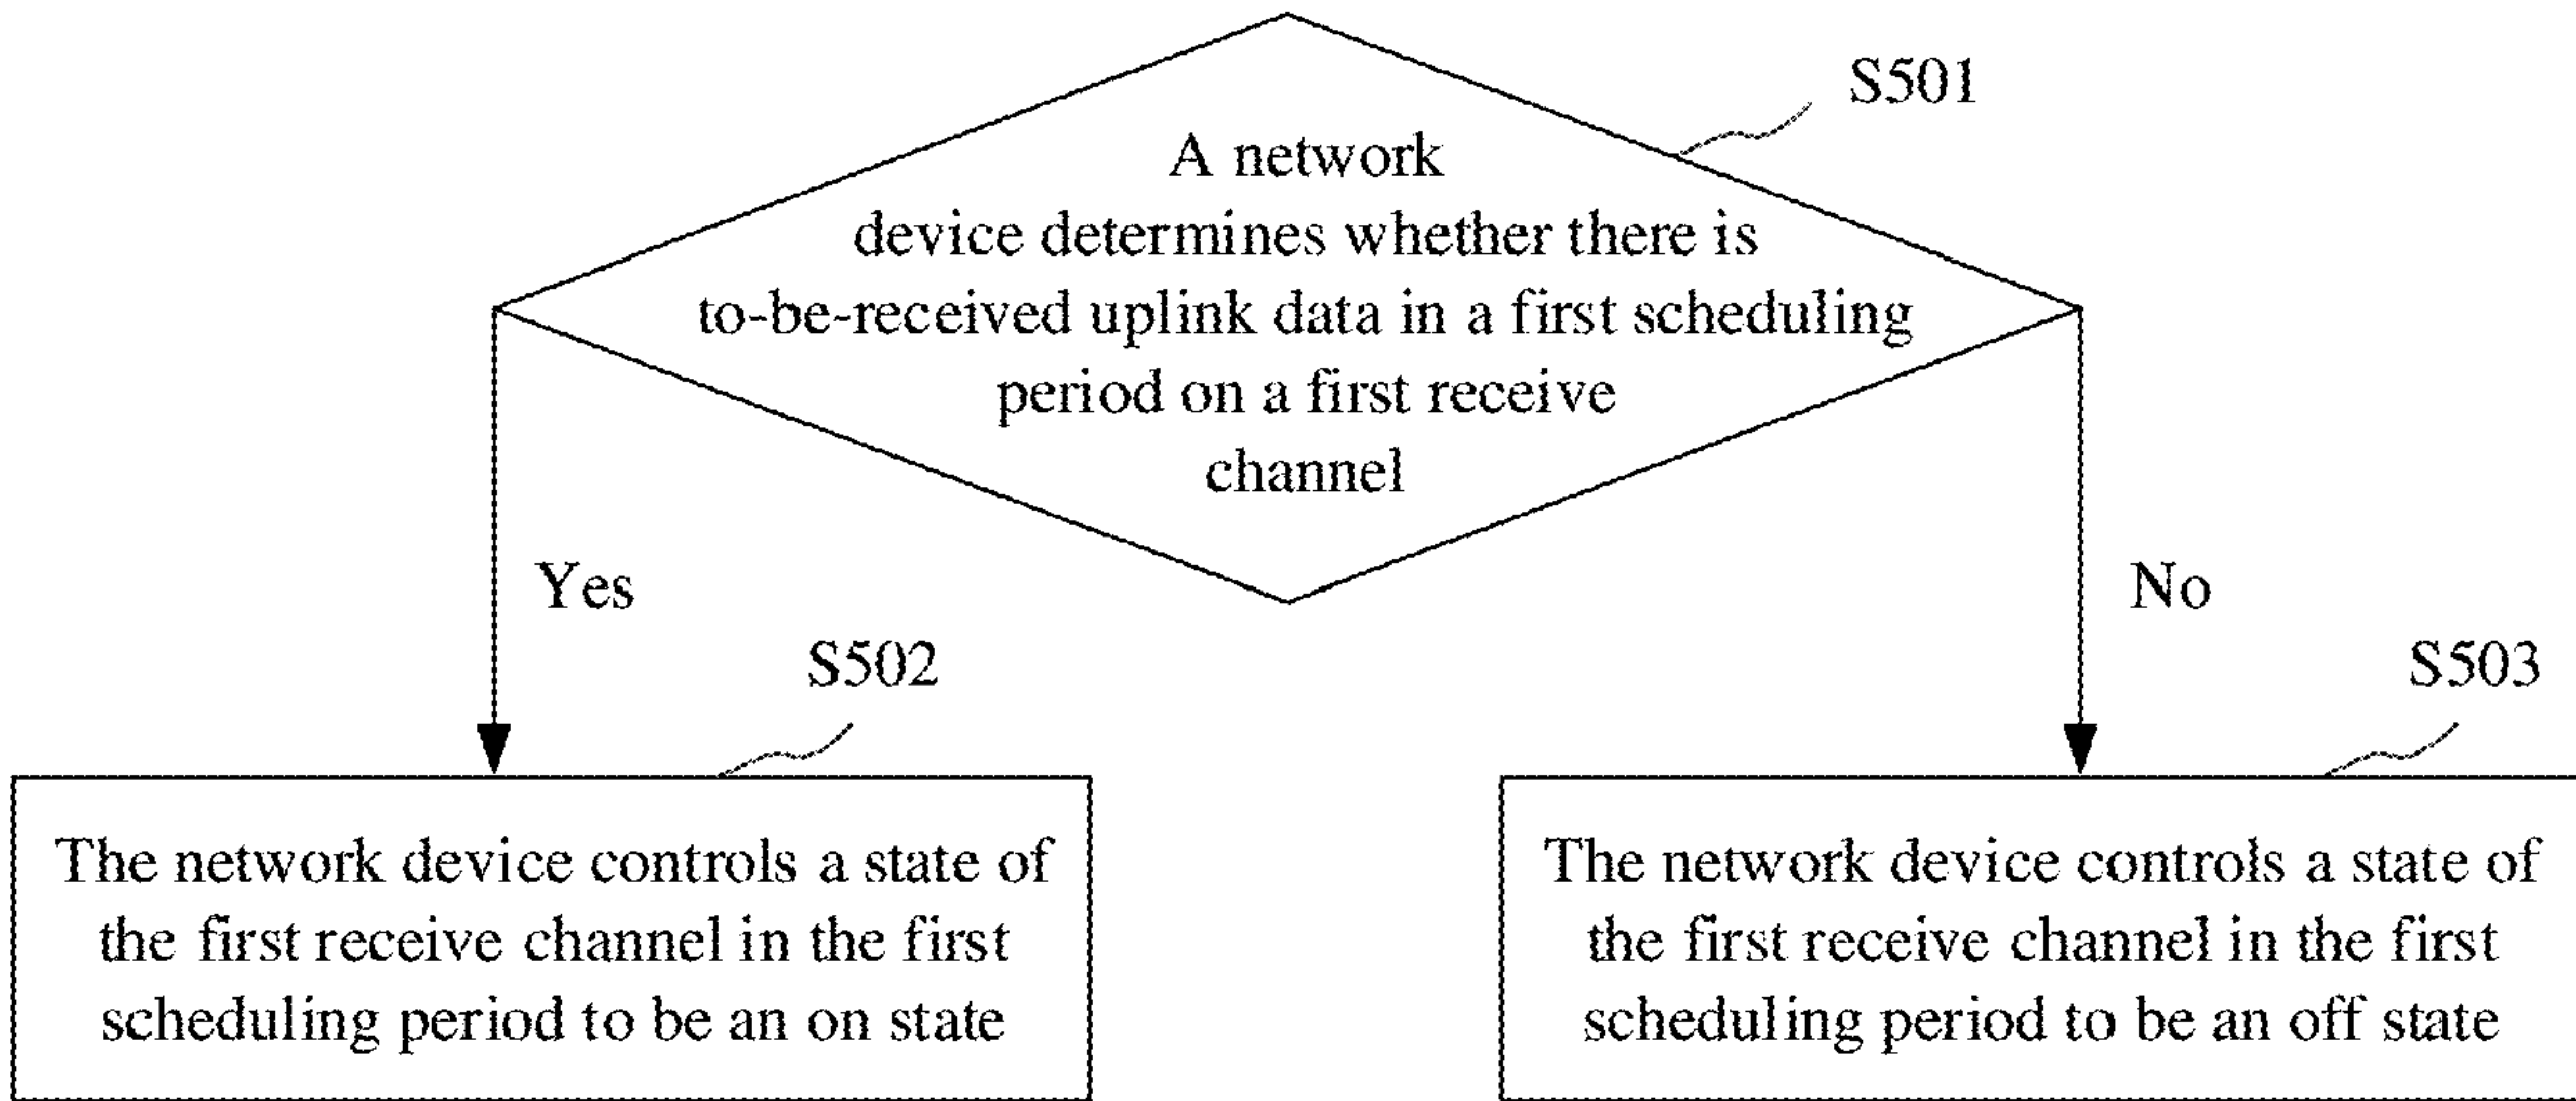 S501
A network
device determines whether there is
to-be-received uplink data in a first scheduling
period on a first receive
channel
Yes
No
S502
S503
The network device controls a state of
the first receive channel in the first
scheduling period to be an on state
The network device controls a state of
the first receive channel in the first
scheduling period to be an off state